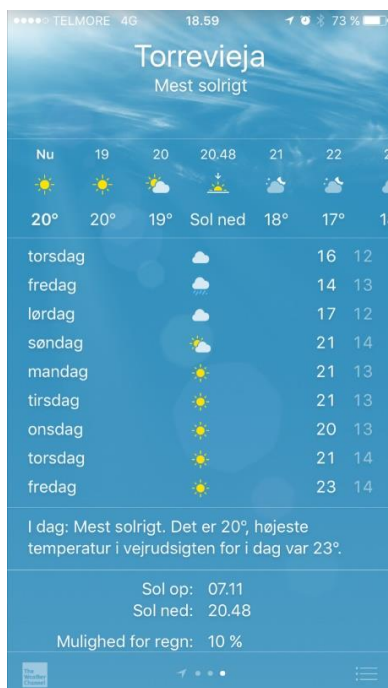 TELMORE 4G 18.59 73 %
Torrevieja
Mest solrigt
Nu 19 20 20.48 21 22
20° 20° 19° Sol ned 18° 17°
torsdag 16 12
fredag 14 13
lørdag 17 12
søndag 21 14
mandag 21 13
tirsdag 21 13
onsdag 20 13
torsdag 21 14
fredag 23 14
I dag: Mest solrigt. Det er 20°, højeste
temperatur i vejrudsigten for i dag var 23°.
Sol op: 07.11
Sol ned: 20.48
Mulighed for regn: 10 %
The
Weather
Channel